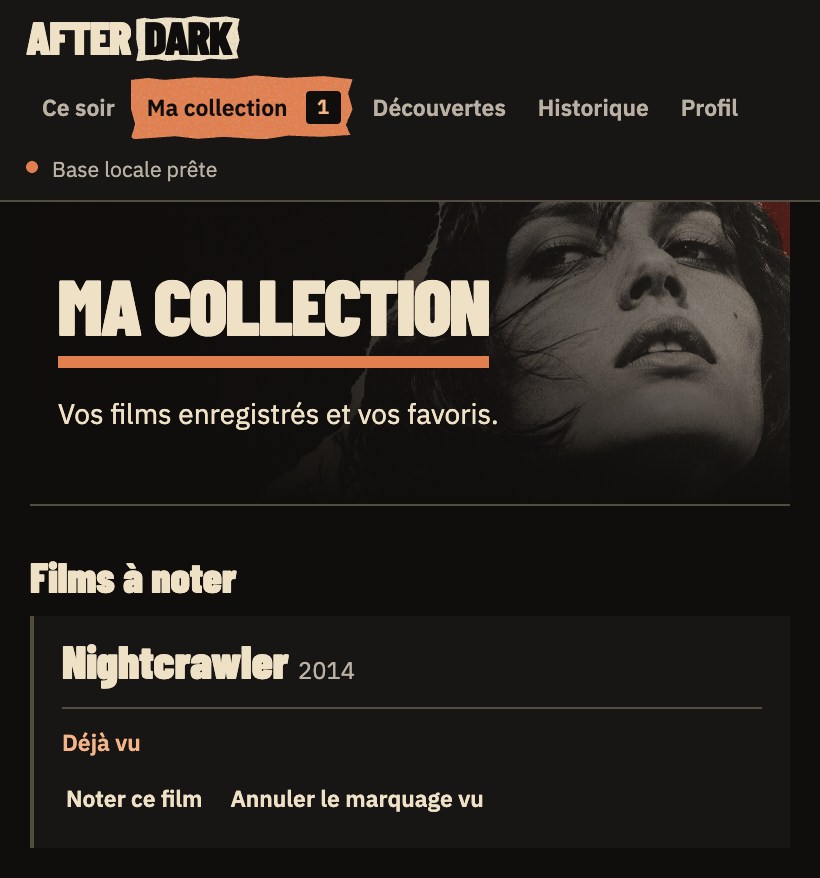 AFTER DARK
Ce soir Ma collection 1 Découvertes Historique Profil
Base locale prête
MA COLLECTION
Vos films enregistrés et vos favoris.
Films à noter
Nightcrawler 2014
Déjà vu
Noter ce film Annuler le marquage vu